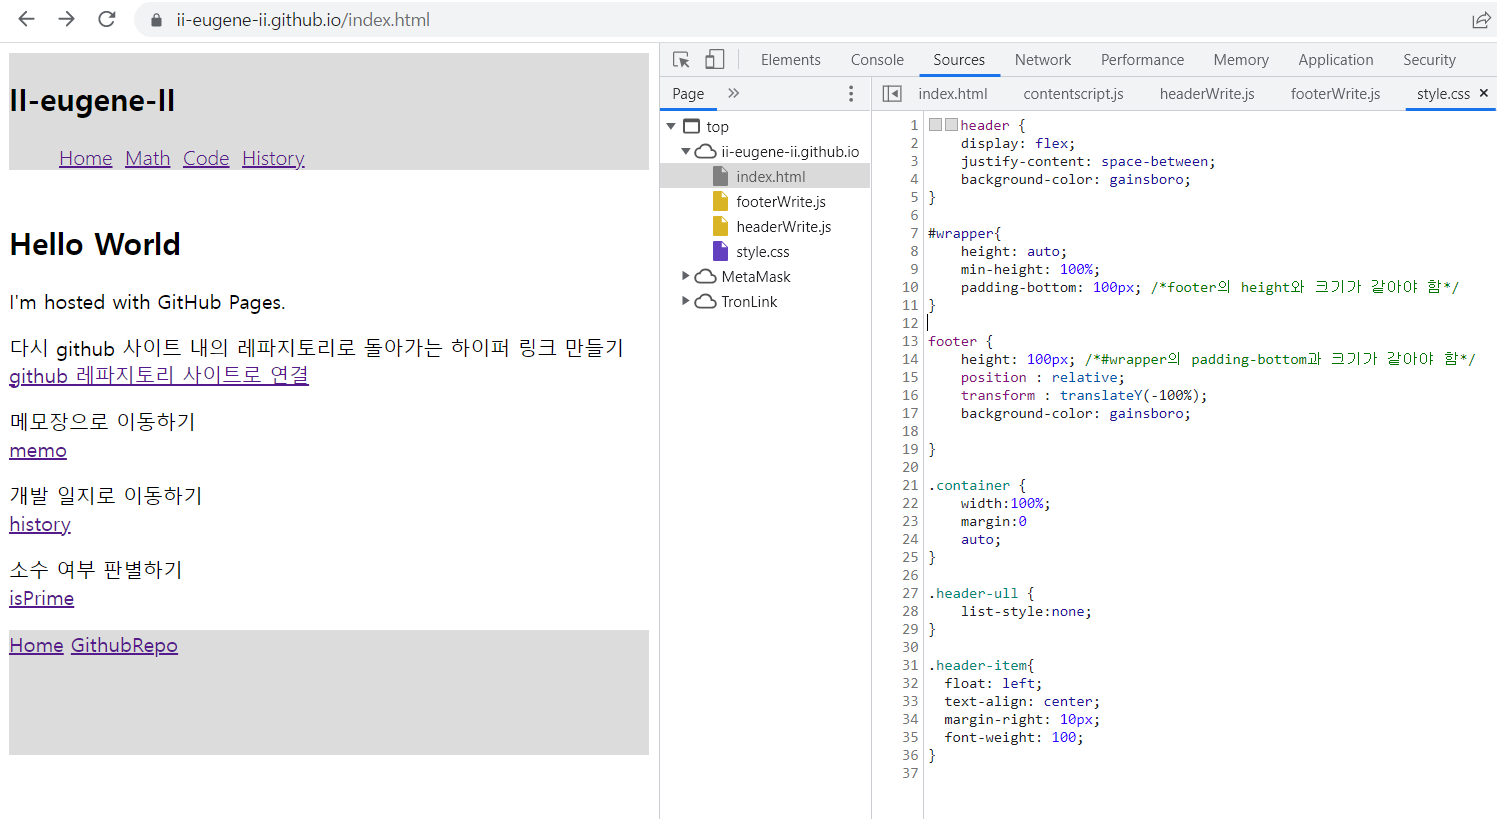 ii-eugene-ii.github.io/index.html
II-eugene-II
Home Math Code History
Hello World
I'm hosted with GitHub Pages.
다시 github 사이트 내의 레파지토리로 돌아가는 하이퍼 링크 만들기
github 레파지토리 사이트로 연결
메모장으로 이동하기
memo
개발 일지로 이동하기
history
소수 여부 판별하기
isPrime
Home GithubRepo
Elements Console Sources Network Performance Memory Application Security
Page
top
ii-eugene-ii.github.io
index.html
footerWrite.js
headerWrite.js
style.css
MetaMask
TronLink
index.html contentscript.js headerWrite.js footerWrite.js style.css ×
1 header {
2 display: flex;
3 justify-content: space-between;
4 background-color: gainsboro;
5 }
6
7 #wrapper{
8 height: auto;
9 min-height: 100%;
10 padding-bottom: 100px; /*footer의 height와 크기가 같아야 함*/
11 }
12
13 footer {
14 height: 100px; /*#wrapper의 padding-bottom과 크기가 같아야 함*/
15 position : relative;
16 transform : translateY(-100%);
17 background-color: gainsboro;
18
19 }
20
21 .container {
22 width:100%;
23 margin:0
24 auto;
25 }
26
27 .header-ull {
28 list-style:none;
29 }
30
31 .header-item{
32 float: left;
33 text-align: center;
34 margin-right: 10px;
35 font-weight: 100;
36 }
37